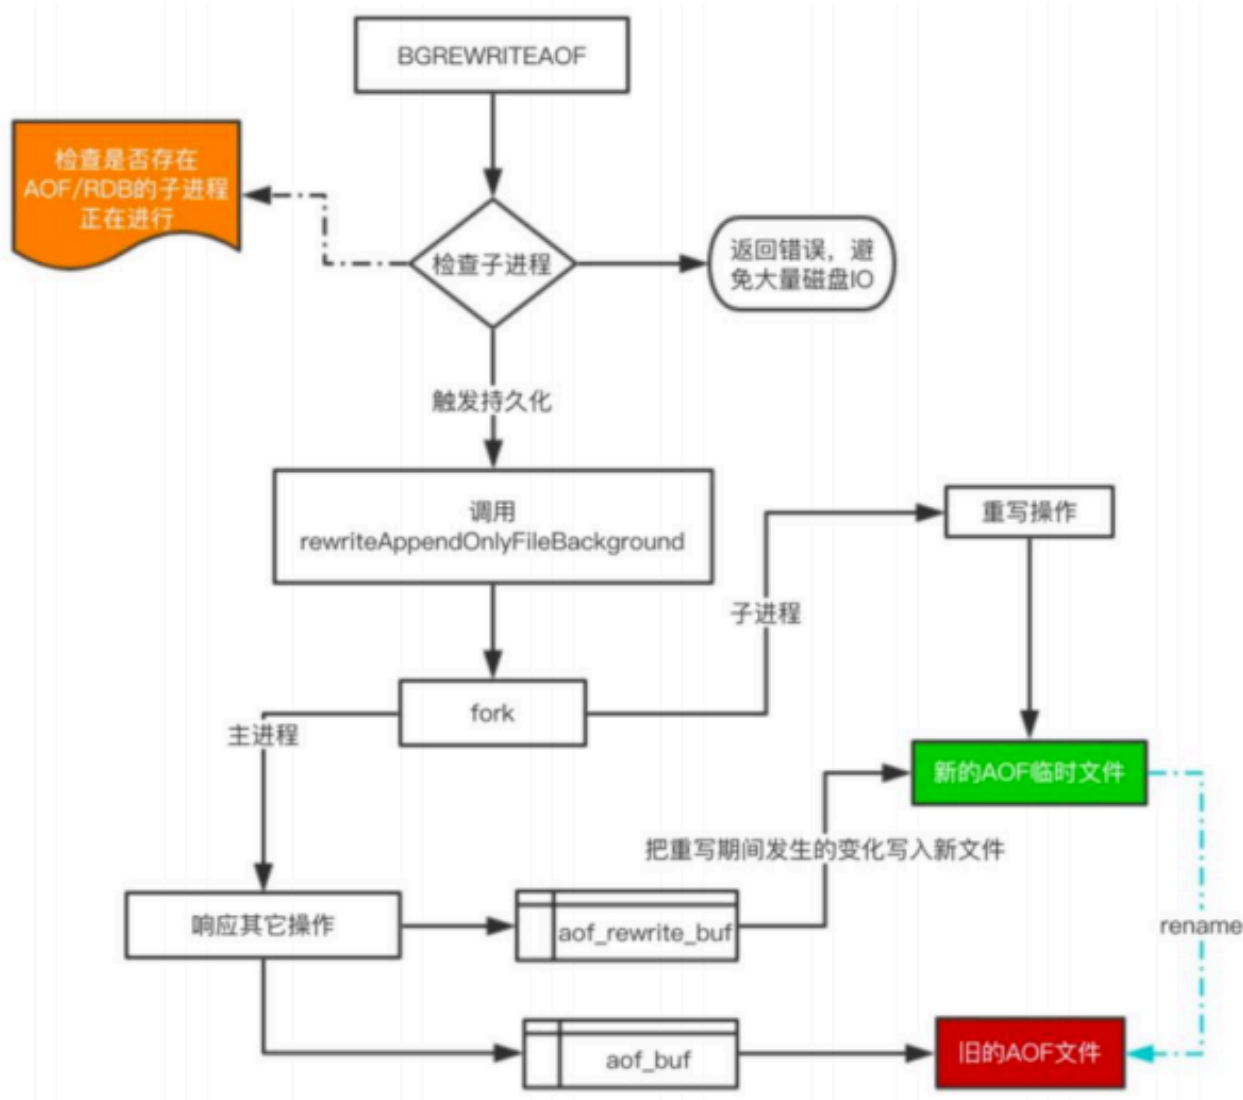 BGREWRITEAOF
检查是否存在
AOF/RDB的子进程
正在进行
检查子进程
返回错误，避
免大量磁盘IO
触发持久化
调用
rewriteAppendOnlyFileBackground
重写操作
子进程
fork
主进程
新的AOF临时文件
把重写期间发生的变化写入新文件
响应其它操作
aof_rewrite_buf
rename
aof_buf
旧的AOF文件